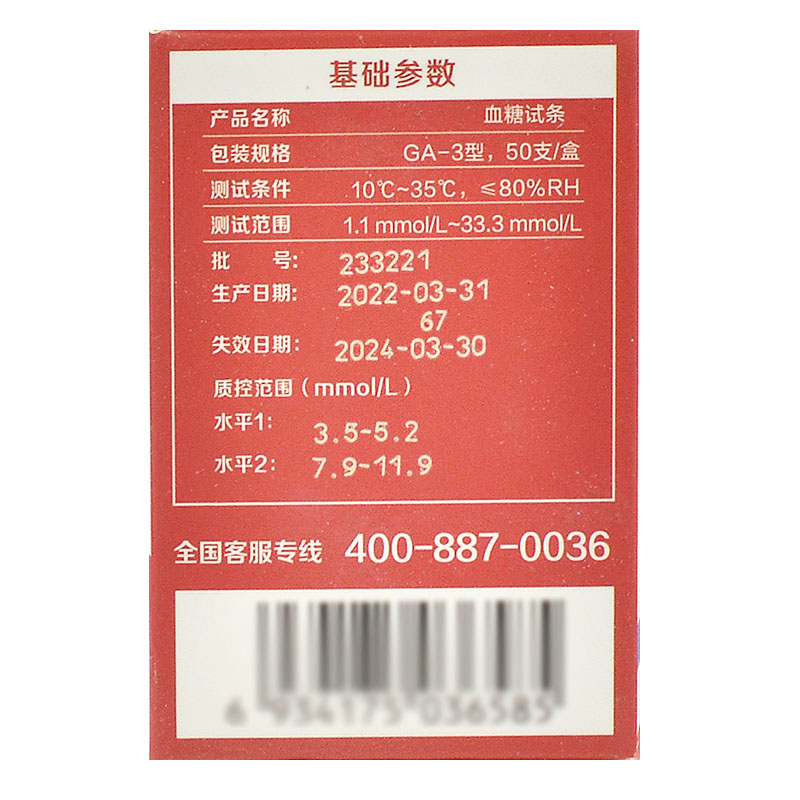 基础参数
产品名称 血糖试条
包装规格 GA-3型，50支/盒
测试条件 10℃~35℃，≤80%RH
测试范围 1.1 mmol/L~33.3 mmol/L
批 号: 233221
生产日期: 2022-03-31
67
失效日期: 2024-03-30
质控范围（mmol/L）
水平1: 3.5-5.2
水平2: 7.9-11.9
全国客服专线 400-887-0036
6 934175 036585